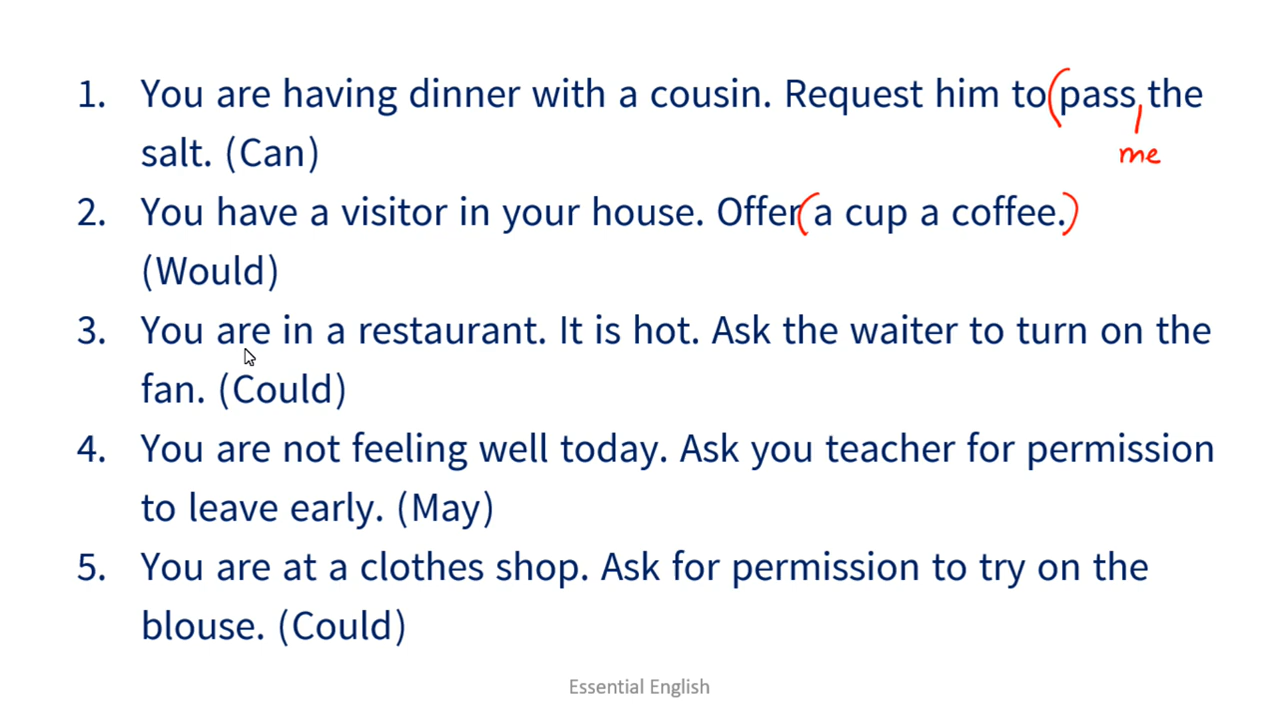 1. You are having dinner with a cousin. Request him to (pass the
me
salt. (Can)
2. You have a visitor in your house. Offer (a cup a coffee.)
(Would)
3. You are in a restaurant. It is hot. Ask the waiter to turn on the
fan. (Could)
4. You are not feeling well today. Ask you teacher for permission
to leave early. (May)
5. You are at a clothes shop. Ask for permission to try on the
blouse. (Could)
Essential English